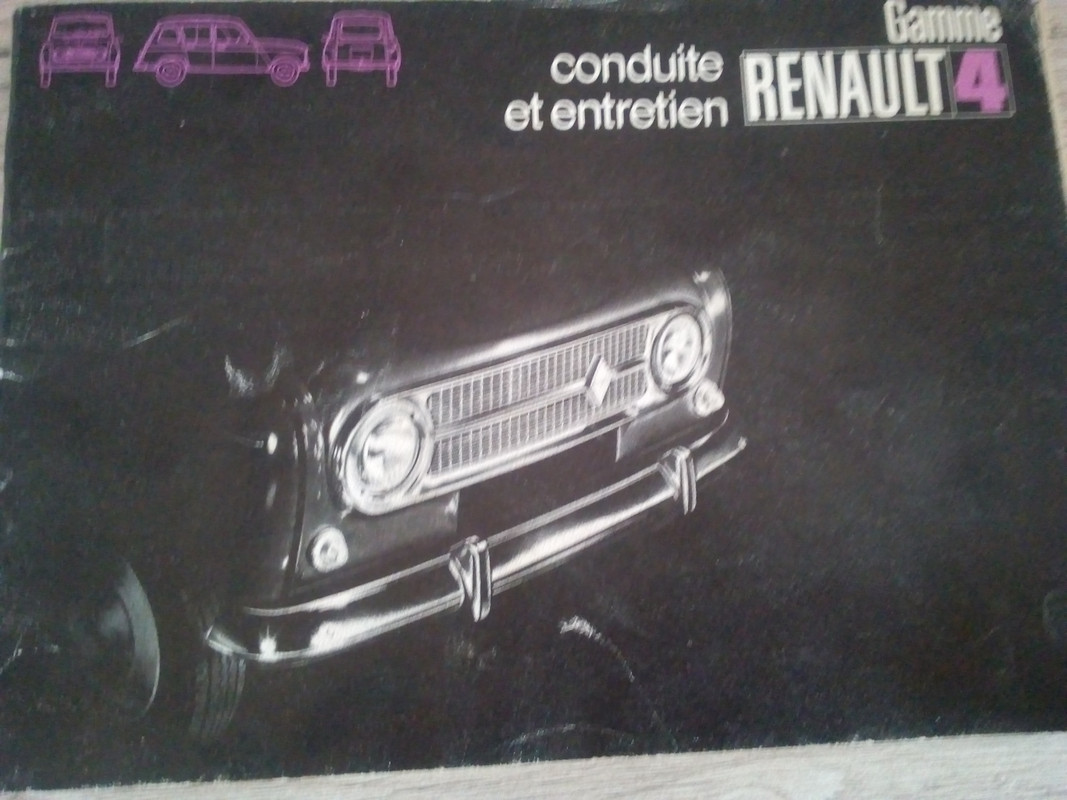 Gamme
conduite
et entretien
RENAULT 4